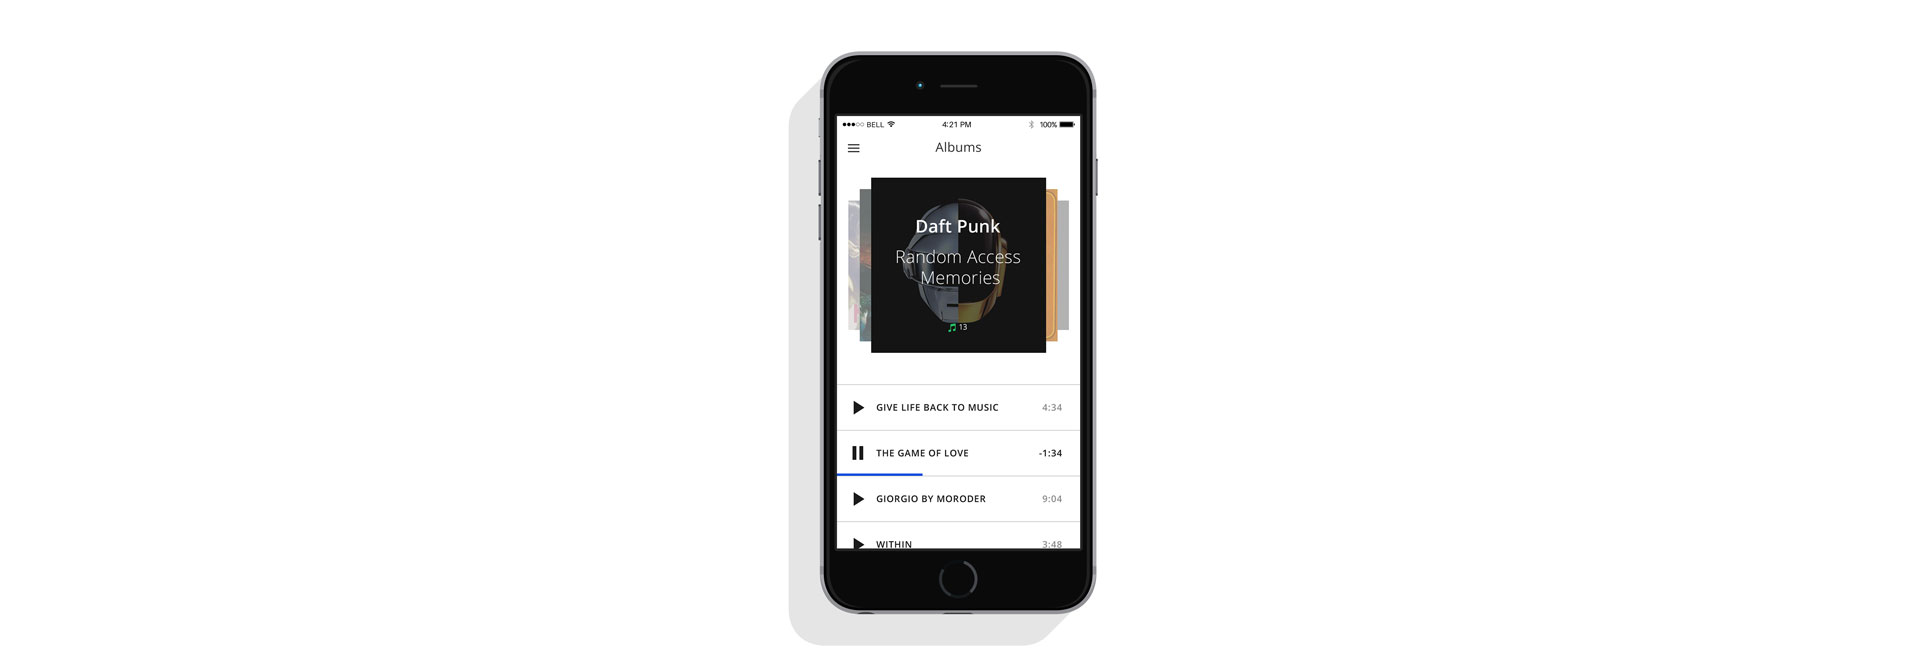 BELL 4:21 PM 100%
Albums
Daft Punk
Random Access
Memories
13
GIVE LIFE BACK TO MUSIC 4:34
THE GAME OF LOVE -1:34
GIORGIO BY MORODER 9:04
WITHIN 3:48